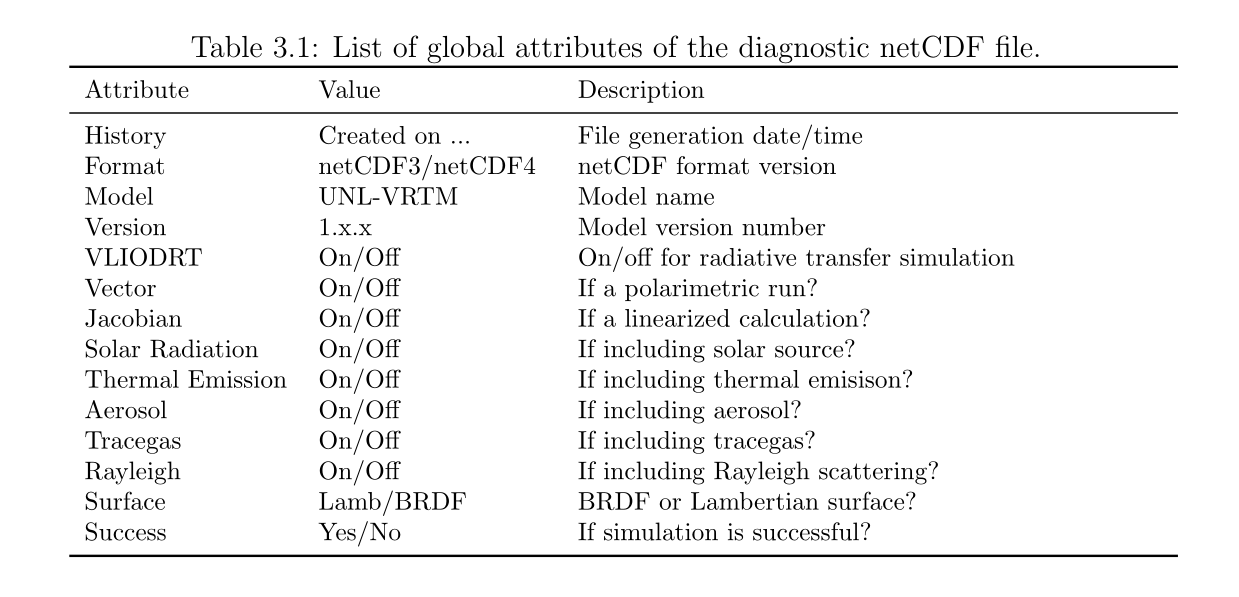 Table 3.1: List of global attributes of the diagnostic netCDF file.
Attribute Value Description
History Created on ... File generation date/time
Format netCDF3/netCDF4 netCDF format version
Model UNL-VRTM Model name
Version 1.x.x Model version number
VLIODRT On/Off On/off for radiative transfer simulation
Vector On/Off If a polarimetric run?
Jacobian On/Off If a linearized calculation?
Solar Radiation On/Off If including solar source?
Thermal Emission On/Off If including thermal emisison?
Aerosol On/Off If including aerosol?
Tracegas On/Off If including tracegas?
Rayleigh On/Off If including Rayleigh scattering?
Surface Lamb/BRDF BRDF or Lambertian surface?
Success Yes/No If simulation is successful?